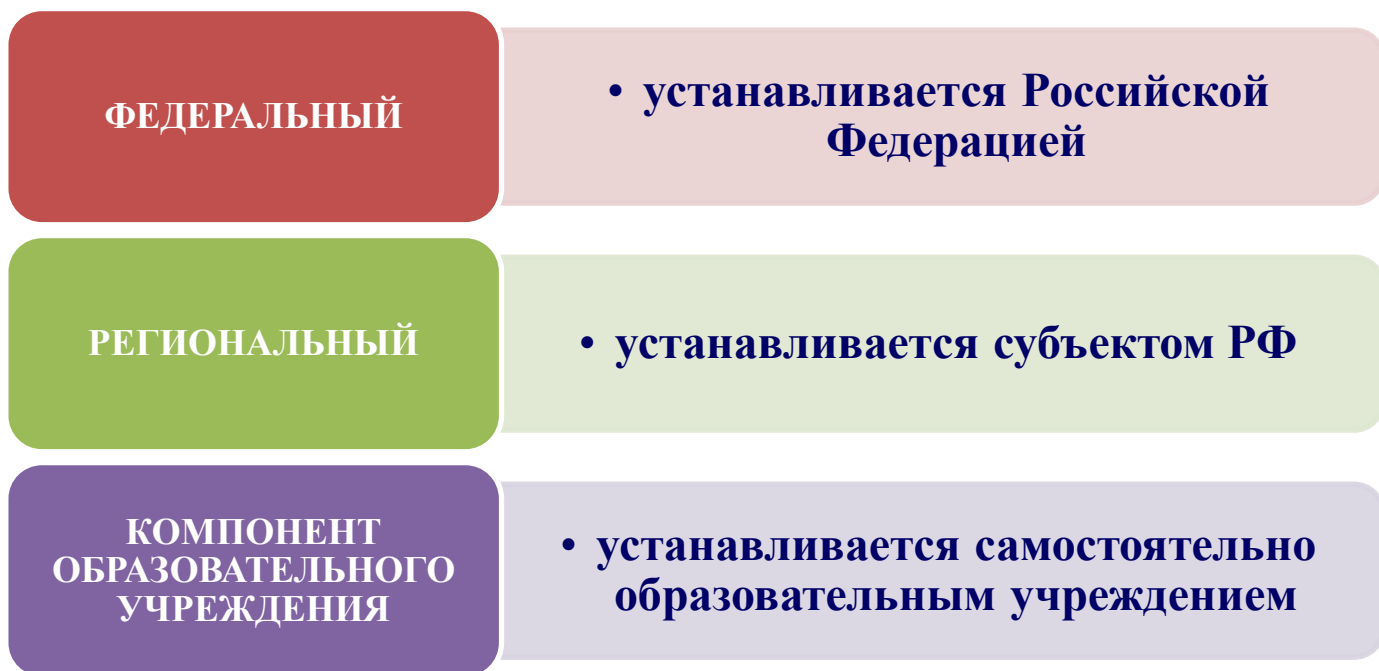 ФЕДЕРАЛЬНЫЙ
• устанавливается Российской
Федерацией
РЕГИОНАЛЬНЫЙ
• устанавливается субъектом РФ
КОМПОНЕНТ
ОБРАЗОВАТЕЛЬНОГО
УЧРЕЖДЕНИЯ
• устанавливается самостоятельно
образовательным учреждением